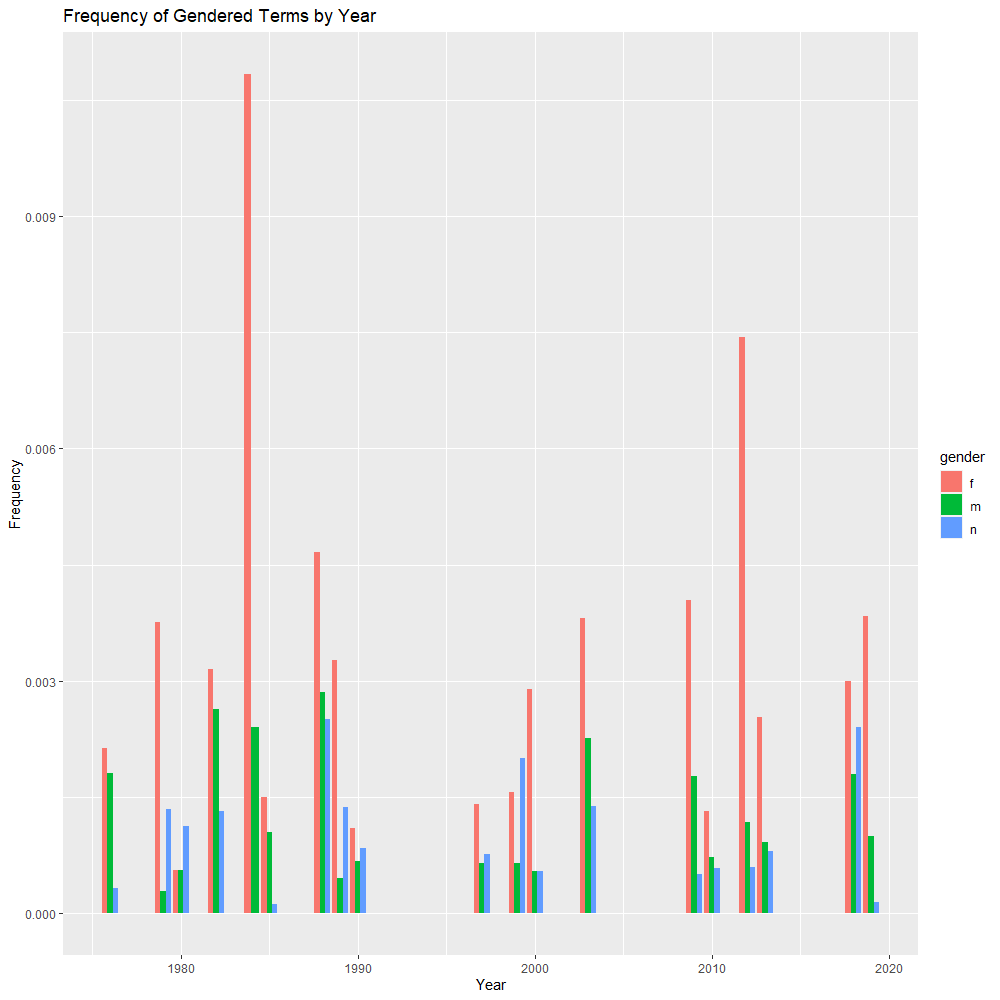 Frequency of Gendered Terms by Year
0.009
0.006
0.003
0.000
Frequency
1980
1990
2000
2010
2020
Year
gender
f
m
n